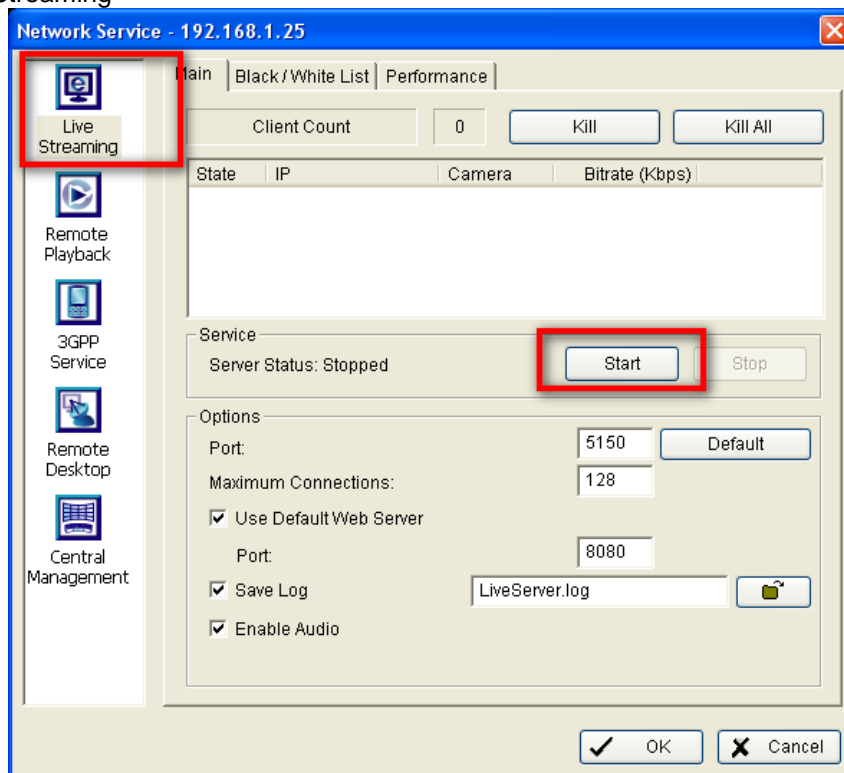 Streaming
Network Service - 192.168.1.25
Live
Streaming
Remote
Playback
3GPP
Service
Remote
Desktop
Central
Management
Main Black / White List Performance
Client Count 0 Kill Kill All
State IP Camera Bitrate (Kbps)
Service
Server Status: Stopped Start Stop
Options
Port: 5150 Default
Maximum Connections: 128
Use Default Web Server
Port: 8080
Save Log LiveServer.log
Enable Audio
OK Cancel